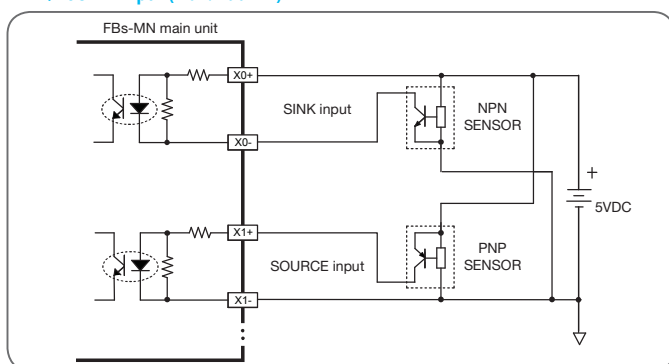 FBs-MN main unit
X0+
SINK input
NPN
SENSOR
X0-
+
5VDC
X1+
SOURCE input
PNP
SENSOR
X1-